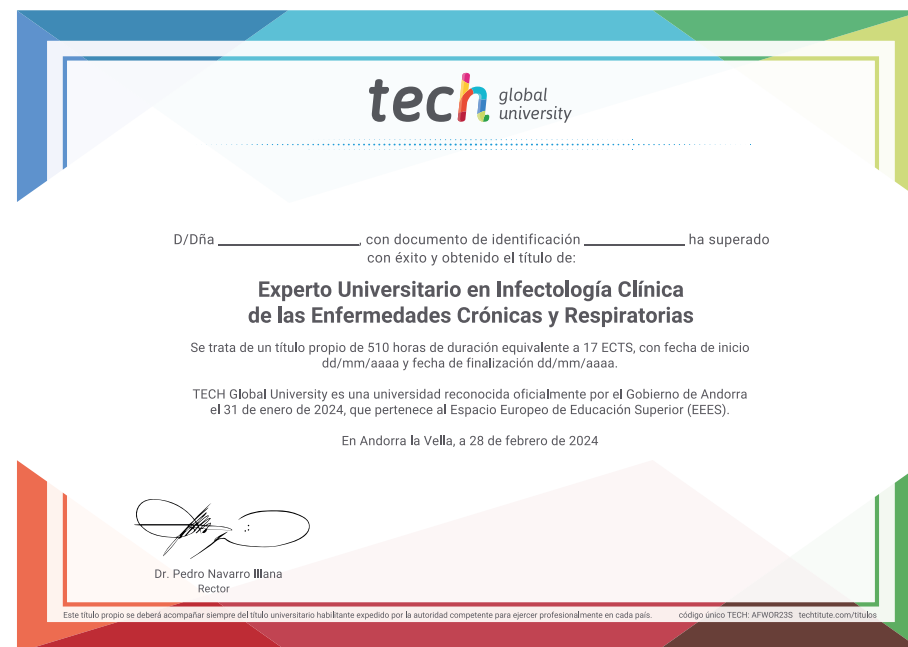 tech global university
D/Dña ____________________, con documento de identificación ______________ ha superado
con éxito y obtenido el título de:
Experto Universitario en Infectología Clínica
de las Enfermedades Crónicas y Respiratorias
Se trata de un título propio de 510 horas de duración equivalente a 17 ECTS, con fecha de inicio
dd/mm/aaaa y fecha de finalización dd/mm/aaaa.
TECH Global University es una universidad reconocida oficialmente por el Gobierno de Andorra
el 31 de enero de 2024, que pertenece al Espacio Europeo de Educación Superior (EEES).
En Andorra la Vella, a 28 de febrero de 2024
Dr. Pedro Navarro Illana
Rector
Este título propio se deberá acompañar siempre del título universitario habilitante expedido por la autoridad competente para ejercer profesionalmente en cada país. código único TECH: AFWOR23S techtitute.com/titulos